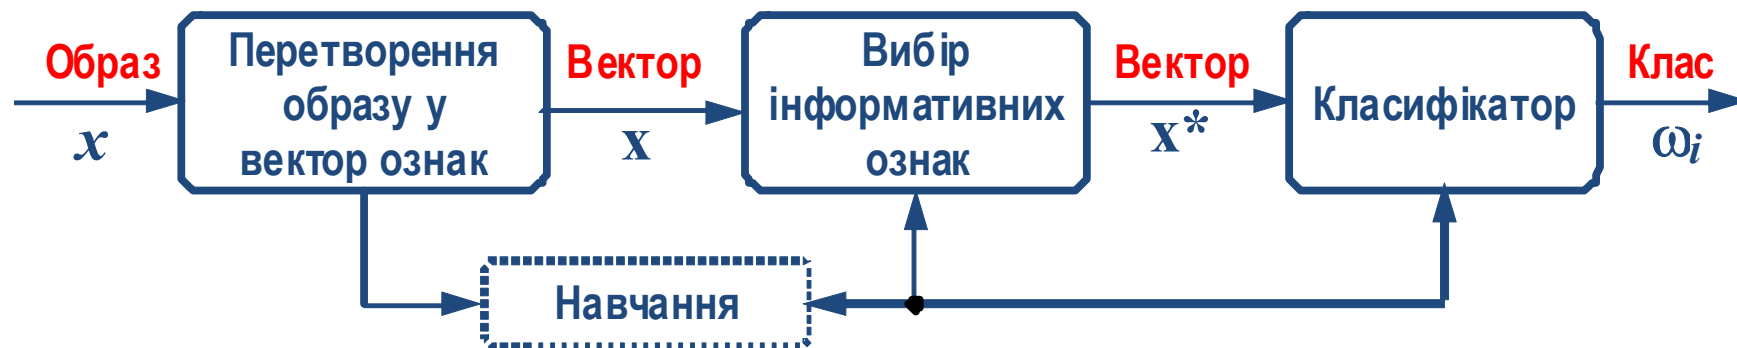 Образ
x
Перетворення
образу у
вектор ознак
Вектор
x
Вибір
інформативних
ознак
Вектор
x*
Класифікатор
Клас
ωi
Навчання